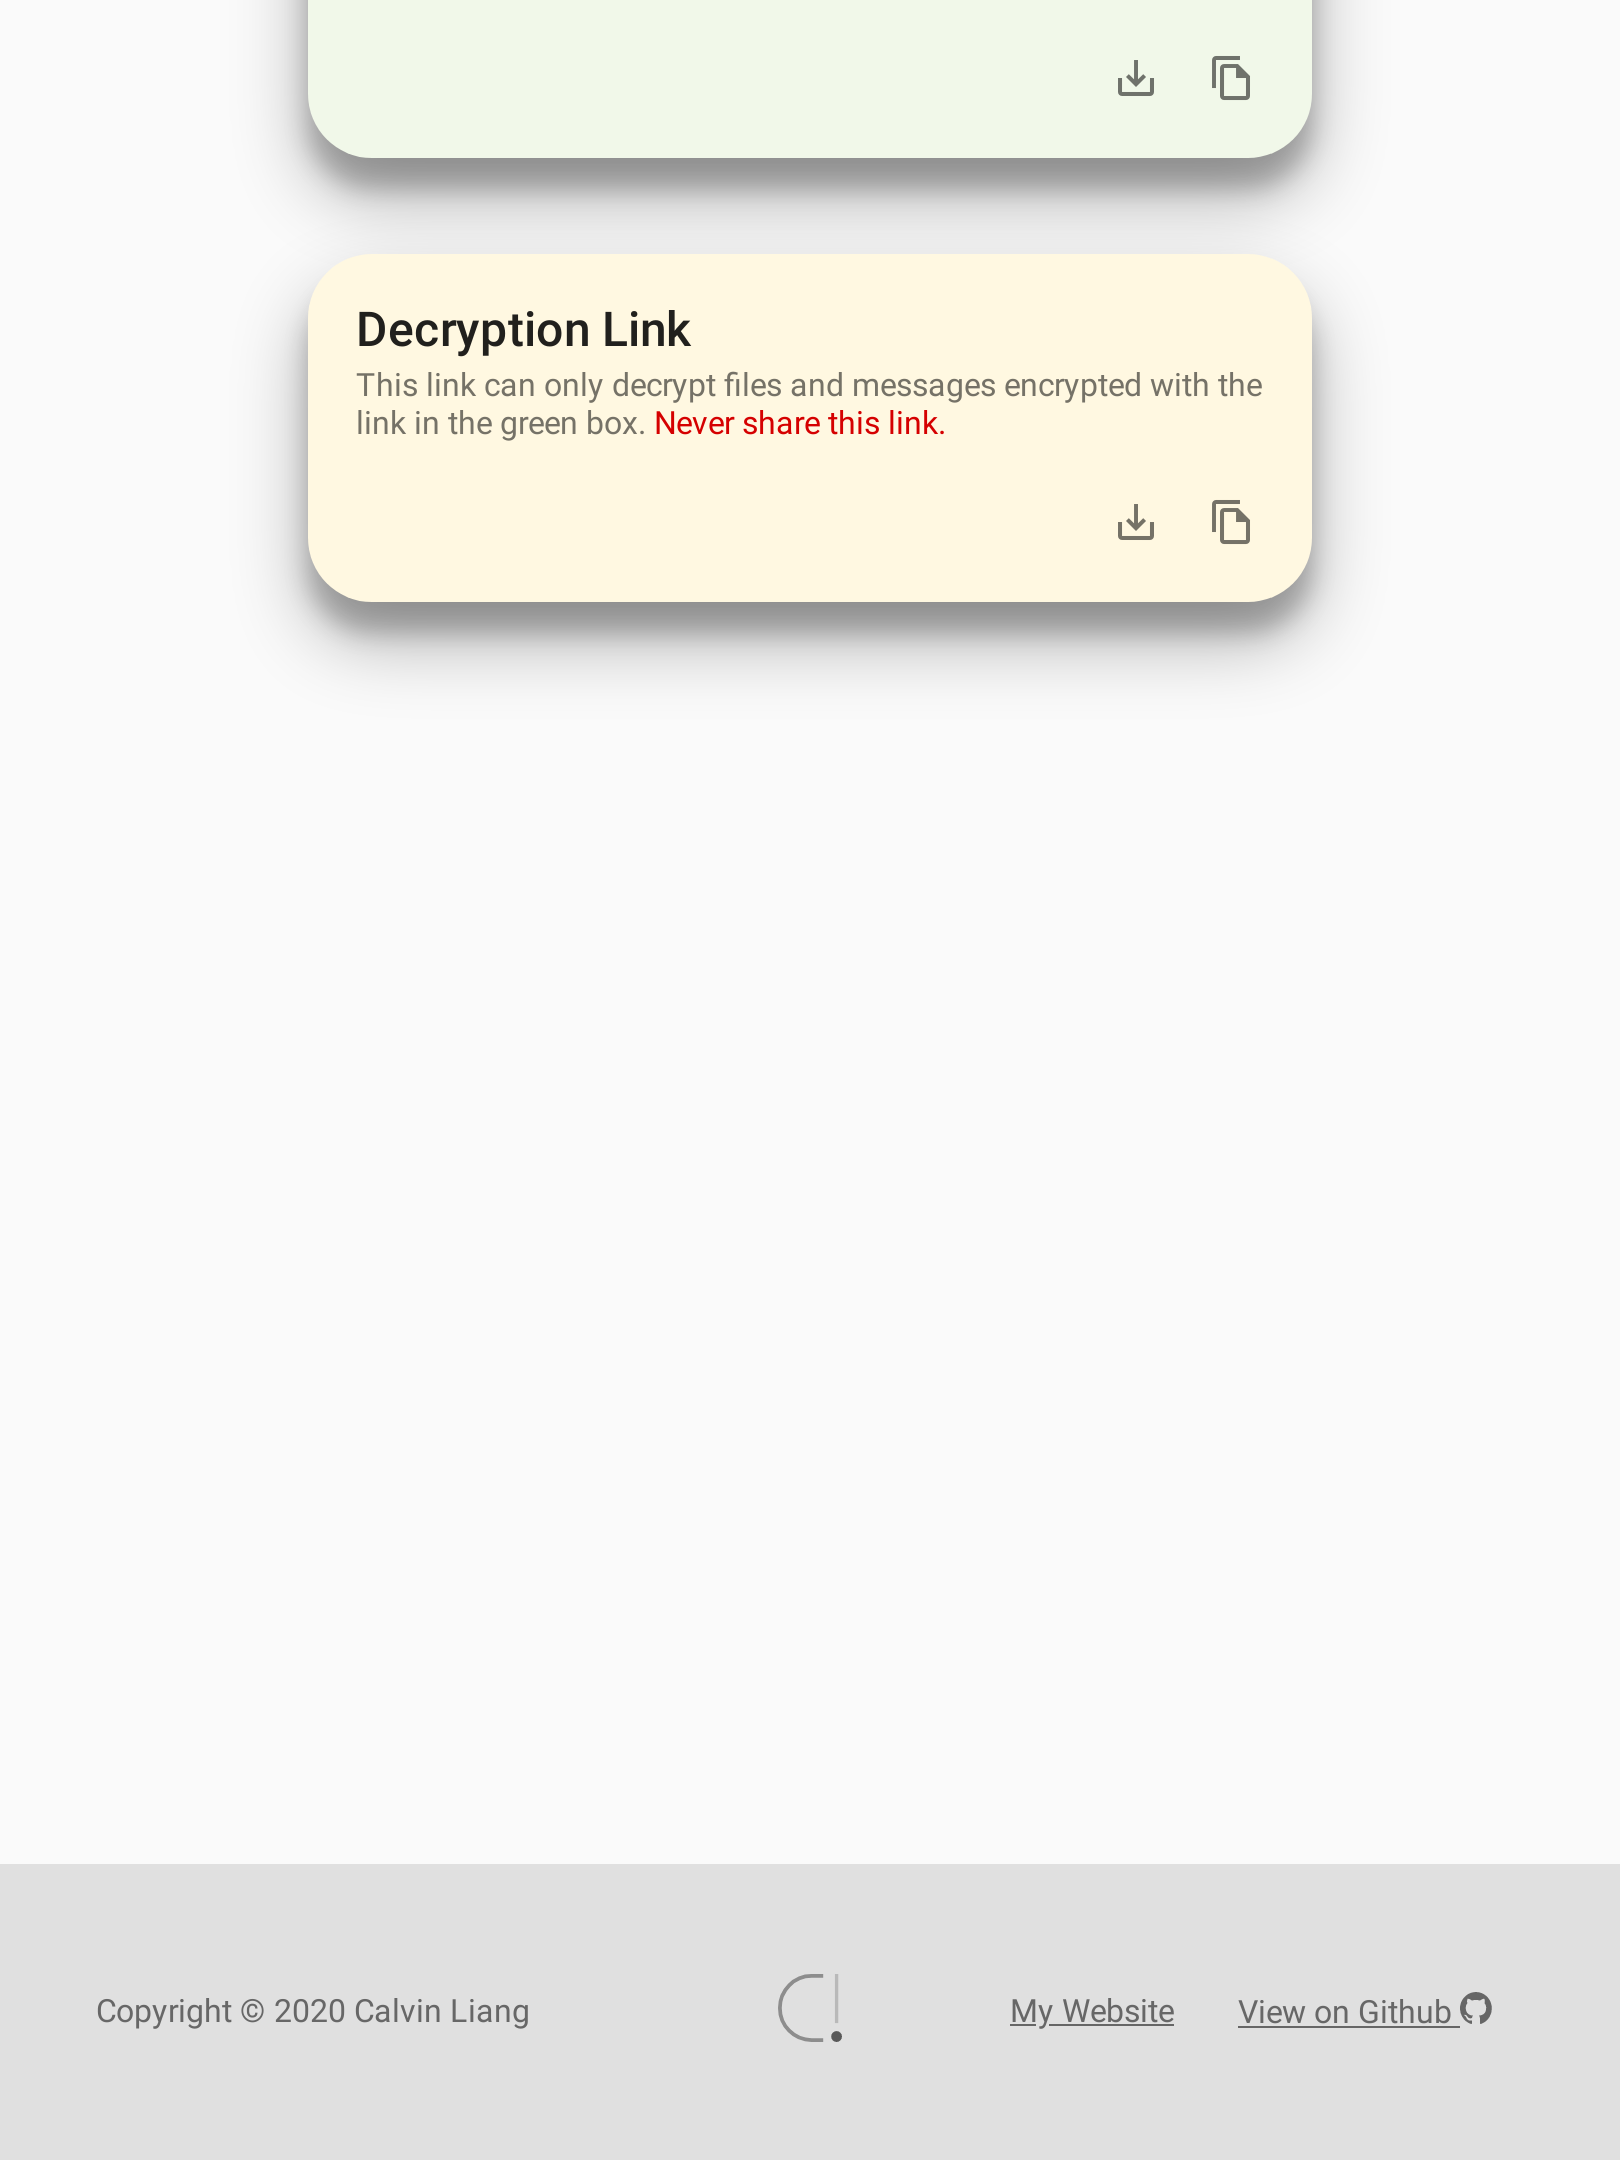 Decryption Link
This link can only decrypt files and messages encrypted with the
link in the green box. Never share this link.
Copyright © 2020 Calvin Liang
My Website
View on Github